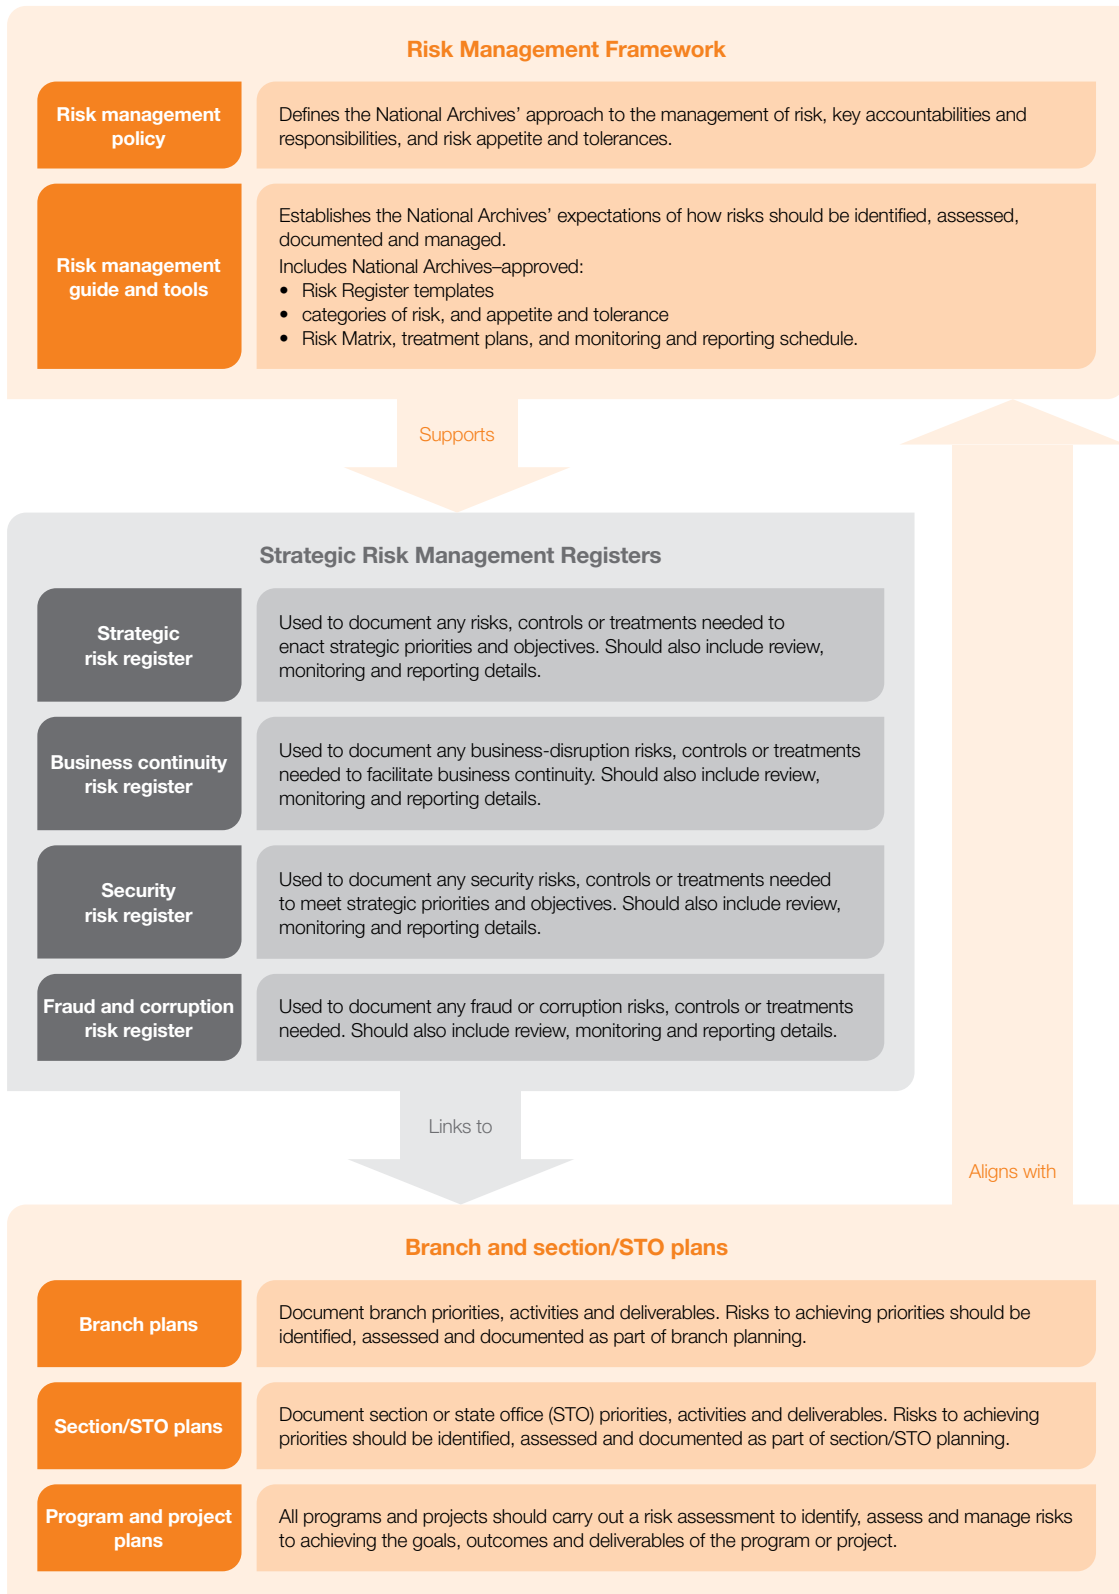 Risk Management Framework
Risk management
policy
Defines the National Archives’ approach to the management of risk, key accountabilities and
responsibilities, and risk appetite and tolerances.
Risk management
guide and tools
Establishes the National Archives’ expectations of how risks should be identified, assessed,
documented and managed.
Includes National Archives–approved:
• Risk Register templates
• categories of risk, and appetite and tolerance
• Risk Matrix, treatment plans, and monitoring and reporting schedule.
Supports
Strategic Risk Management Registers
Strategic
risk register
Used to document any risks, controls or treatments needed to
enact strategic priorities and objectives. Should also include review,
monitoring and reporting details.
Business continuity
risk register
Used to document any business-disruption risks, controls or treatments
needed to facilitate business continuity. Should also include review,
monitoring and reporting details.
Security
risk register
Used to document any security risks, controls or treatments needed
to meet strategic priorities and objectives. Should also include review,
monitoring and reporting details.
Fraud and corruption
risk register
Used to document any fraud or corruption risks, controls or treatments
needed. Should also include review, monitoring and reporting details.
Links to
Aligns with
Branch and section/STO plans
Branch plans
Document branch priorities, activities and deliverables. Risks to achieving priorities should be
identified, assessed and documented as part of branch planning.
Section/STO plans
Document section or state office (STO) priorities, activities and deliverables. Risks to achieving
priorities should be identified, assessed and documented as part of section/STO planning.
Program and project
plans
All programs and projects should carry out a risk assessment to identify, assess and manage risks
to achieving the goals, outcomes and deliverables of the program or project.